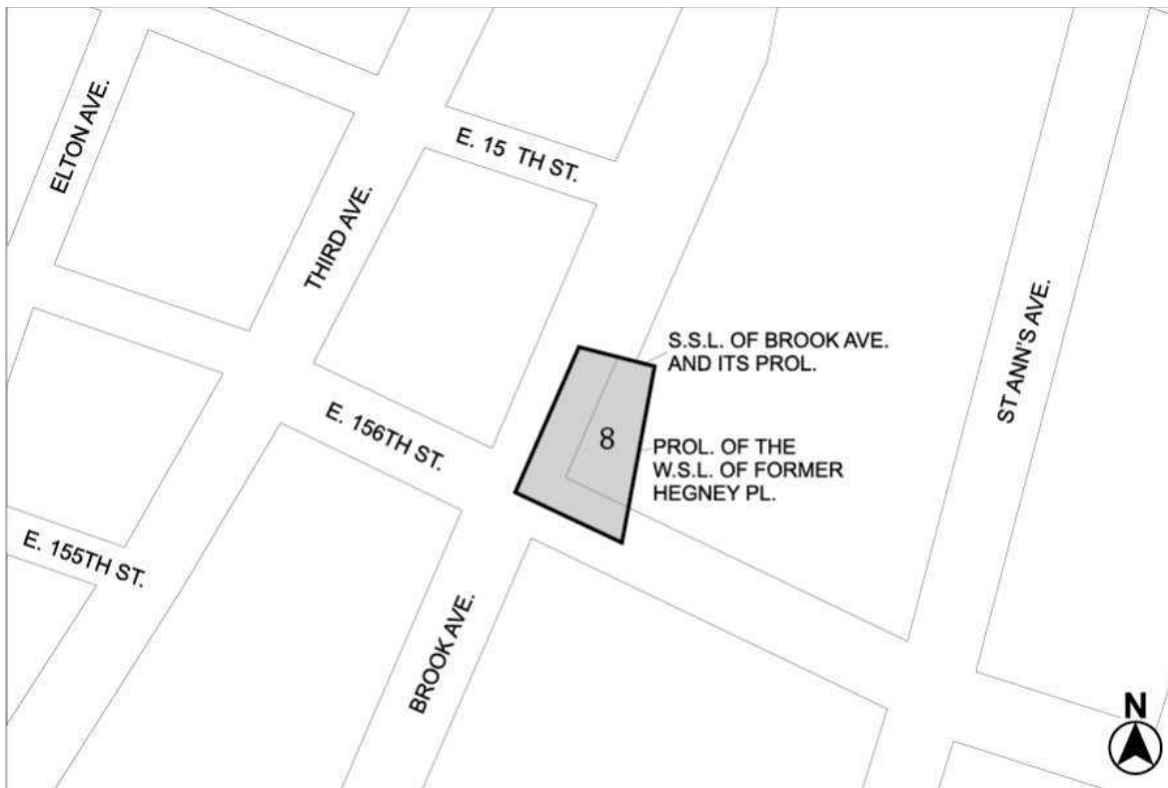 ELTON AVE.
E. 15 TH ST.
THIRD AVE.
S.S.L. OF BROOK AVE.
AND ITS PROL.
ST ANN'S AVE.
E. 156TH ST.
8
PROL. OF THE
W.S.L. OF FORMER
HEGNEY PL.
E. 155TH ST.
BROOK AVE.
N